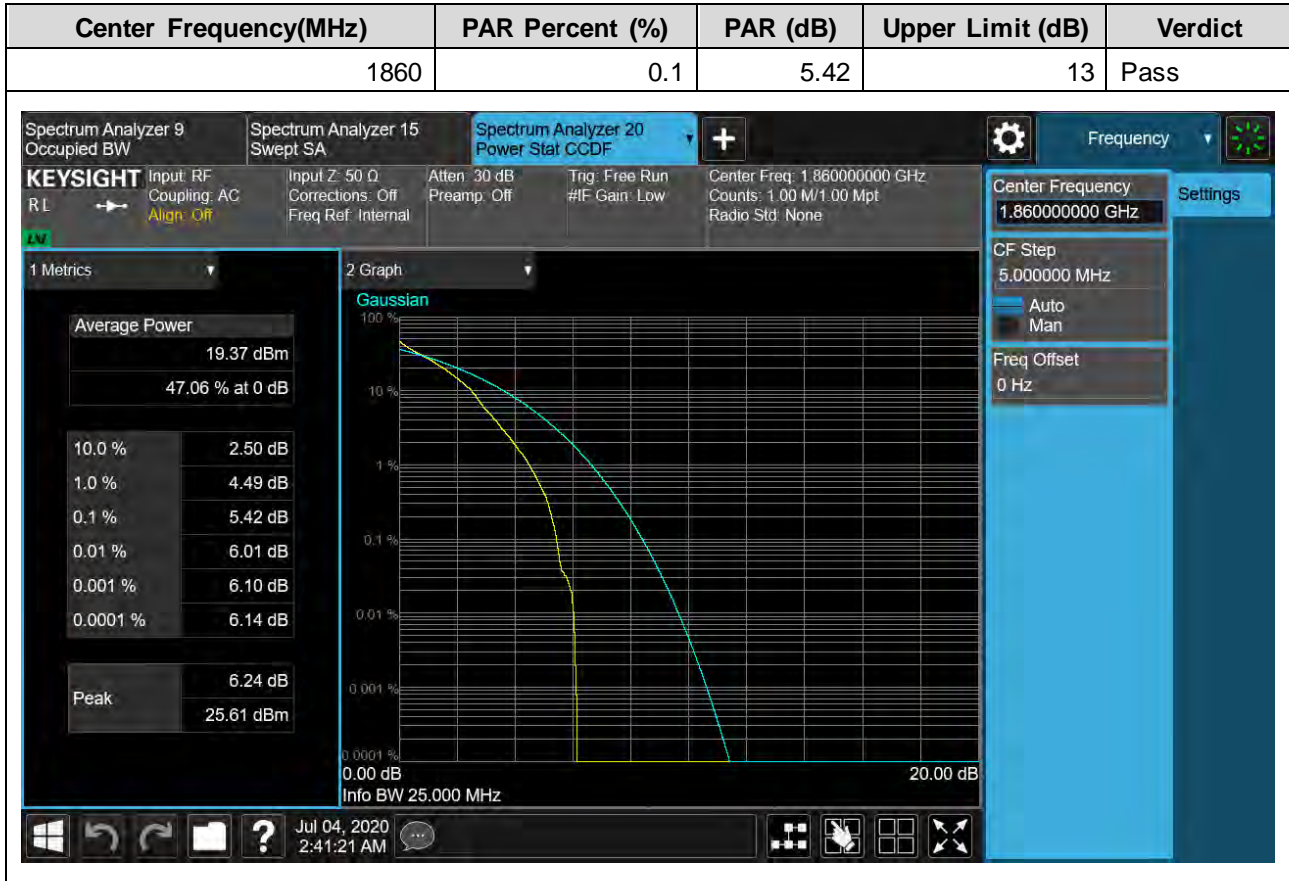 Center Frequency(MHz) PAR Percent (%) PAR (dB) Upper Limit (dB) Verdict
1860 0.1 5.42 13 Pass
Spectrum Analyzer 9
Occupied BW
Spectrum Analyzer 15
Swept SA
Spectrum Analyzer 20
Power Stat CCDF
Frequency
KEYSIGHT
RL
Input: RF
Coupling: AC
Align: Off
Input Z: 50 Ω
Corrections: Off
Freq Ref: Internal
Atten: 30 dB
Preamp: Off
Trig: Free Run
#IF Gain: Low
Center Freq: 1.860000000 GHz
Counts: 1.00 M/1.00 Mpt
Radio Std: None
Center Frequency
1.860000000 GHz
Settings
CF Step
5.000000 MHz
Auto
Man
Freq Offset
0 Hz
1 Metrics
Average Power
19.37 dBm
47.06 % at 0 dB
10.0 % 2.50 dB
1.0 % 4.49 dB
0.1 % 5.42 dB
0.01 % 6.01 dB
0.001 % 6.10 dB
0.0001 % 6.14 dB
Peak
6.24 dB
25.61 dBm
2 Graph
Gaussian
100 %
10 %
1 %
0.1 %
0.01 %
0.001 %
0.0001 %
0.00 dB 20.00 dB
Info BW 25.000 MHz
?
Jul 04, 2020
2:41:21 AM